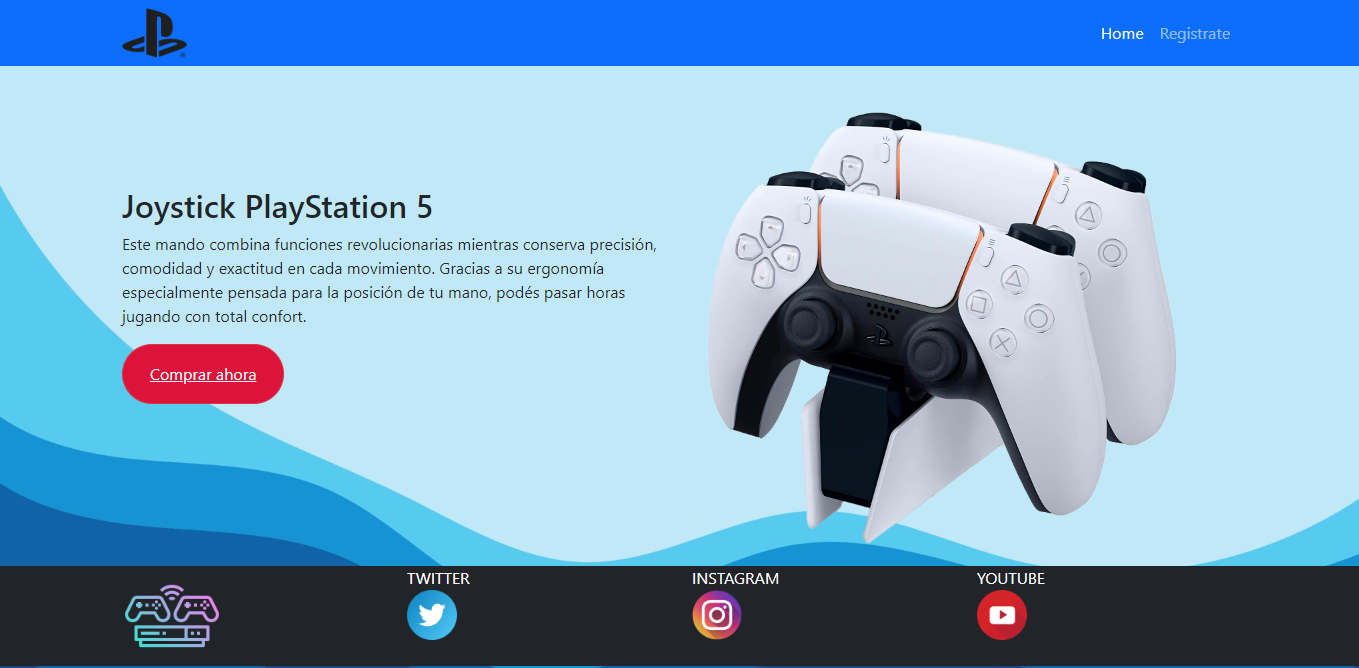 Home Registrate
Joystick PlayStation 5
Este mando combina funciones revolucionarias mientras conserva precisión,
comodidad y exactitud en cada movimiento. Gracias a su ergonomía
especialmente pensada para la posición de tu mano, podés pasar horas
jugando con total confort.
Comprar ahora
TWITTER INSTAGRAM YOUTUBE